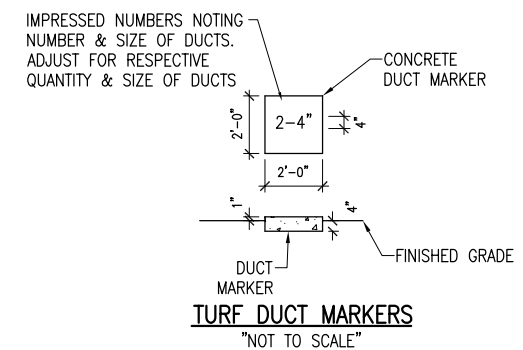 IMPRESSED NUMBERS NOTING
NUMBER & SIZE OF DUCTS.
ADJUST FOR RESPECTIVE
QUANTITY & SIZE OF DUCTS
CONCRETE
DUCT MARKER
2'-0"
2-4"
4"
2'-0"
1"
4"
FINISHED GRADE
DUCT
MARKER
TURF DUCT MARKERS
"NOT TO SCALE"